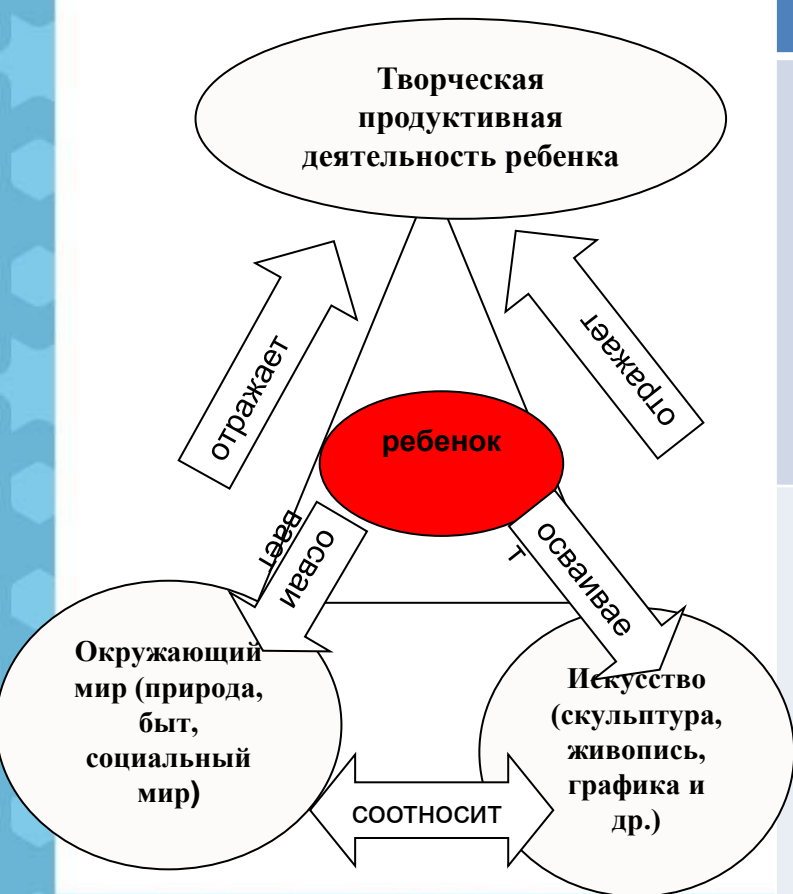 Творческая
продуктивная
деятельность ребенка
отражает
отражает
ребенок
осваи
вает
осваивае
т
Окружающий
мир (природа,
быт,
социальный
мир)
Искусство
(скульптура,
живопись,
графика и
др.)
соотносит